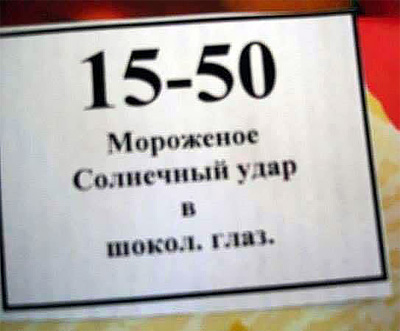 15-50
Мороженое
Солнечный удар
в
шокол. глаз.